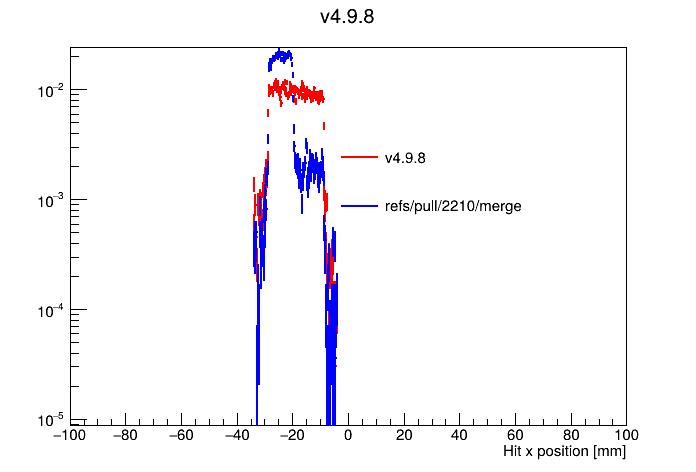 v4.9.8
10−2
v4.9.8
10−3
refs/pull/2210/merge
10−4
10−5
−100 −80 −60 −40 −20 0 20 40 60 80 100
Hit x position [mm]